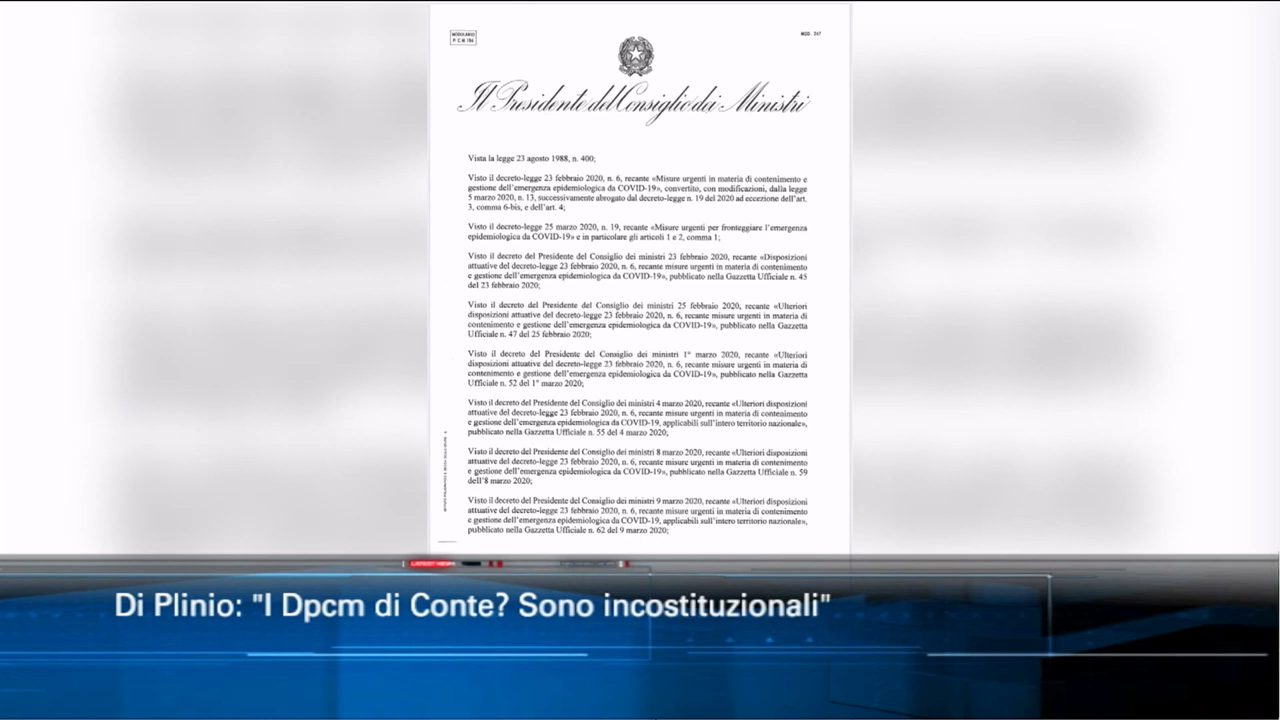 MODULARIO
P. C. M. 194
MOD. 247
Il Presidente del Consiglio dei Ministri
Vista la legge 23 agosto 1988, n. 400;
Visto il decreto-legge 23 febbraio 2020, n. 6, recante «Misure urgenti in materia di contenimento e
gestione dell'emergenza epidemiologica da COVID-19», convertito, con modificazioni, dalla legge
5 marzo 2020, n. 13, successivamente abrogato dal decreto-legge n. 19 del 2020 ad eccezione dell'art.
3, comma 6-bis, e dell'art. 4;
Visto il decreto-legge 25 marzo 2020, n. 19, recante «Misure urgenti per fronteggiare l'emergenza
epidemiologica da COVID-19» e in particolare gli articoli 1 e 2, comma 1;
Visto il decreto del Presidente del Consiglio dei ministri 23 febbraio 2020, recante «Disposizioni
attuative del decreto-legge 23 febbraio 2020, n. 6, recante misure urgenti in materia di contenimento
e gestione dell'emergenza epidemiologica da COVID-19», pubblicato nella Gazzetta Ufficiale n. 45
del 23 febbraio 2020;
Visto il decreto del Presidente del Consiglio dei ministri 25 febbraio 2020, recante «Ulteriori
disposizioni attuative del decreto-legge 23 febbraio 2020, n. 6, recante misure urgenti in materia di
contenimento e gestione dell'emergenza epidemiologica da COVID-19», pubblicato nella Gazzetta
Ufficiale n. 47 del 25 febbraio 2020;
Visto il decreto del Presidente del Consiglio dei ministri 1° marzo 2020, recante «Ulteriori
disposizioni attuative del decreto-legge 23 febbraio 2020, n. 6, recante misure urgenti in materia di
contenimento e gestione dell'emergenza epidemiologica da COVID-19», pubblicato nella Gazzetta
Ufficiale n. 52 del 1° marzo 2020;
Visto il decreto del Presidente del Consiglio dei ministri 4 marzo 2020, recante «Ulteriori disposizioni
attuative del decreto-legge 23 febbraio 2020, n. 6, recante misure urgenti in materia di contenimento
e gestione dell'emergenza epidemiologica da COVID-19, applicabili sull'intero territorio nazionale»,
pubblicato nella Gazzetta Ufficiale n. 55 del 4 marzo 2020;
Visto il decreto del Presidente del Consiglio dei ministri 8 marzo 2020, recante «Ulteriori disposizioni
attuative del decreto-legge 23 febbraio 2020, n. 6, recante misure urgenti in materia di contenimento
e gestione dell'emergenza epidemiologica da COVID-19», pubblicato nella Gazzetta Ufficiale n. 59
dell'8 marzo 2020;
Visto il decreto del Presidente del Consiglio dei ministri 9 marzo 2020, recante «Ulteriori disposizioni
attuative del decreto-legge 23 febbraio 2020, n. 6, recante misure urgenti in materia di contenimento
e gestione dell'emergenza epidemiologica da COVID-19, applicabili sull'intero territorio nazionale»,
pubblicato nella Gazzetta Ufficiale n. 62 del 9 marzo 2020;
LATEST NEWS
Di Plinio: "I Dpcm di Conte? Sono incostituzionali"